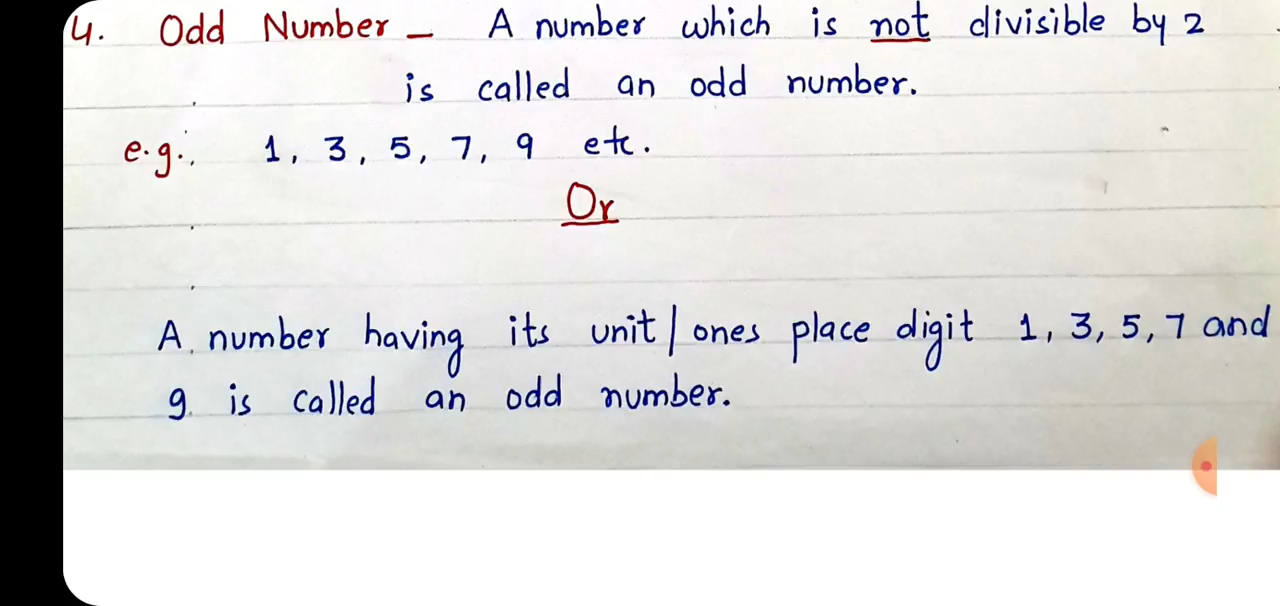 4. Odd Number - A number which is not divisible by 2
is called an odd number.
e.g., 1, 3, 5, 7, 9 etc.
Or
A number having its unit/ones place digit 1, 3, 5, 7 and
9 is called an odd number.